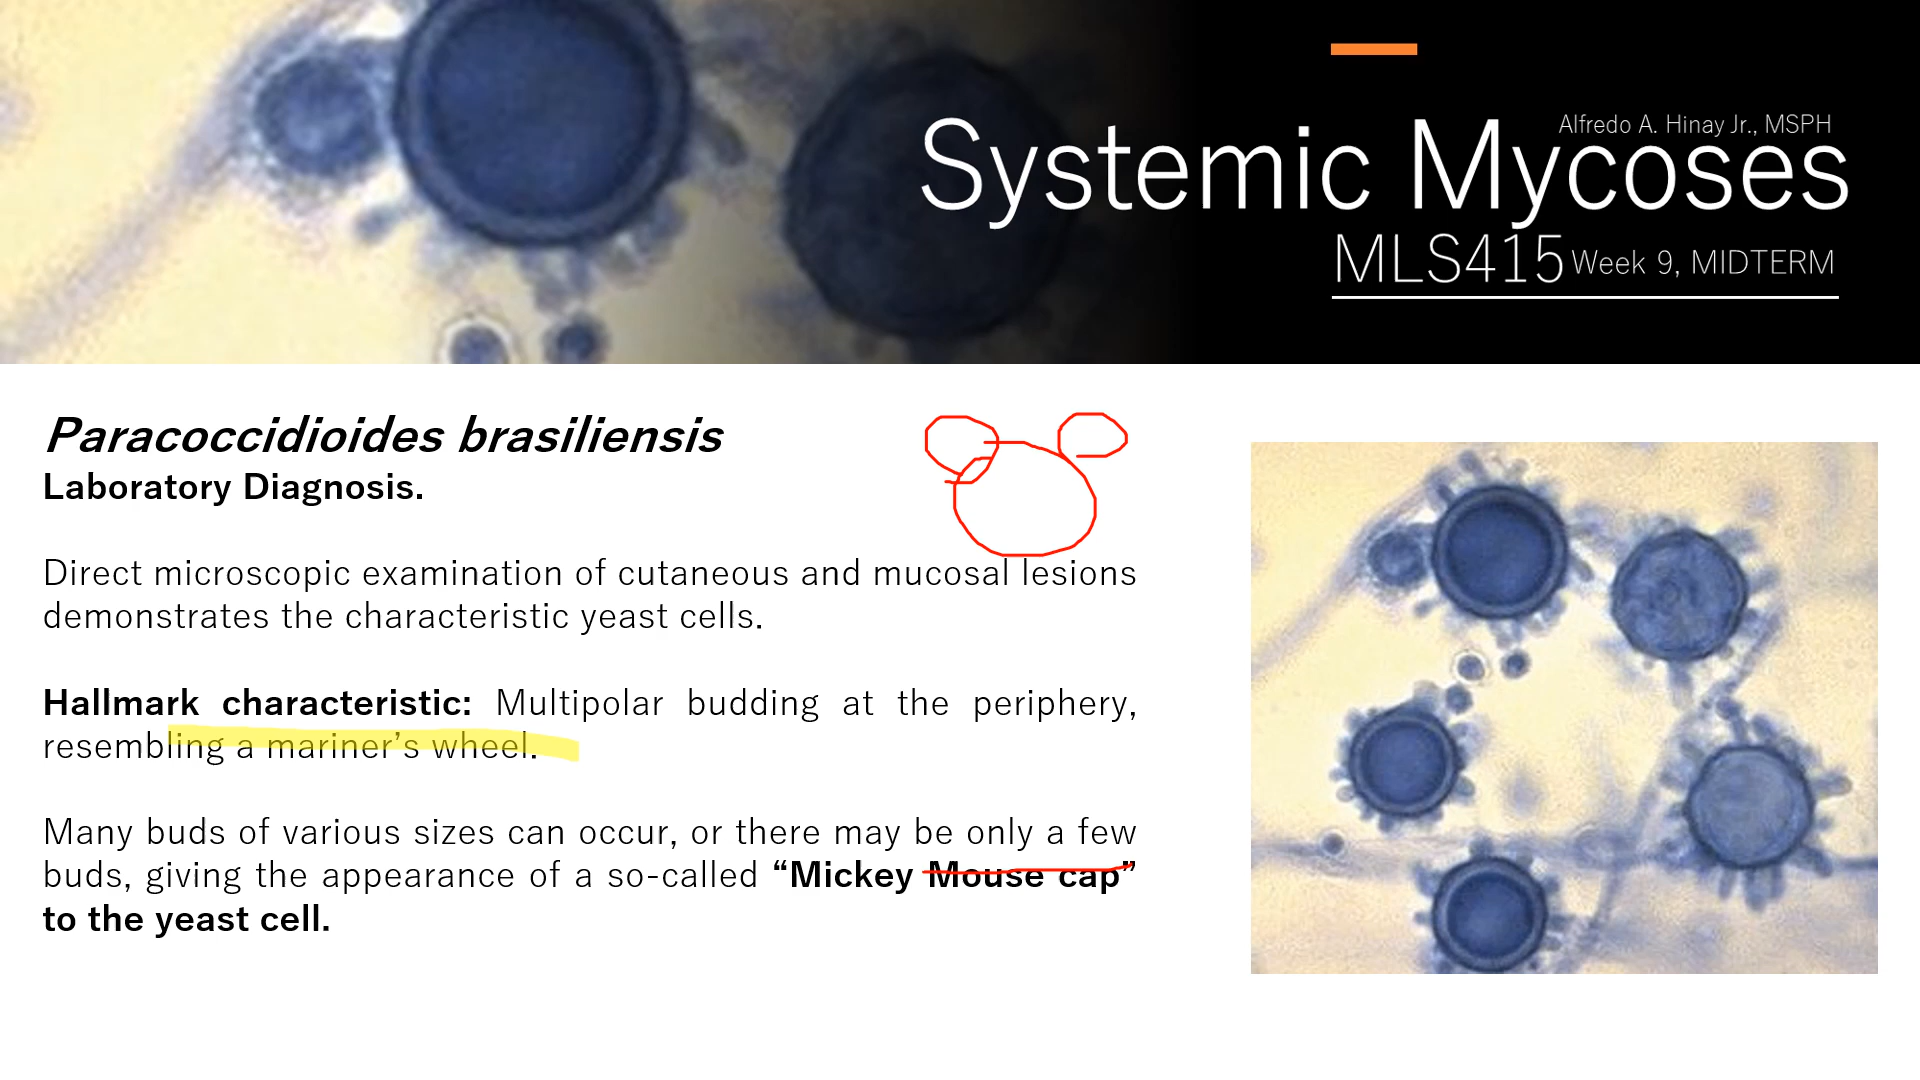 Alfredo A. Hinay Jr., MSPH
Systemic Mycoses
MLS415 Week 9, MIDTERM
Paracoccidioides brasiliensis
Laboratory Diagnosis.
Direct microscopic examination of cutaneous and mucosal lesions
demonstrates the characteristic yeast cells.
Hallmark characteristic: Multipolar budding at the periphery,
resembling a mariner’s wheel.
Many buds of various sizes can occur, or there may be only a few
buds, giving the appearance of a so-called “Mickey Mouse cap”
to the yeast cell.